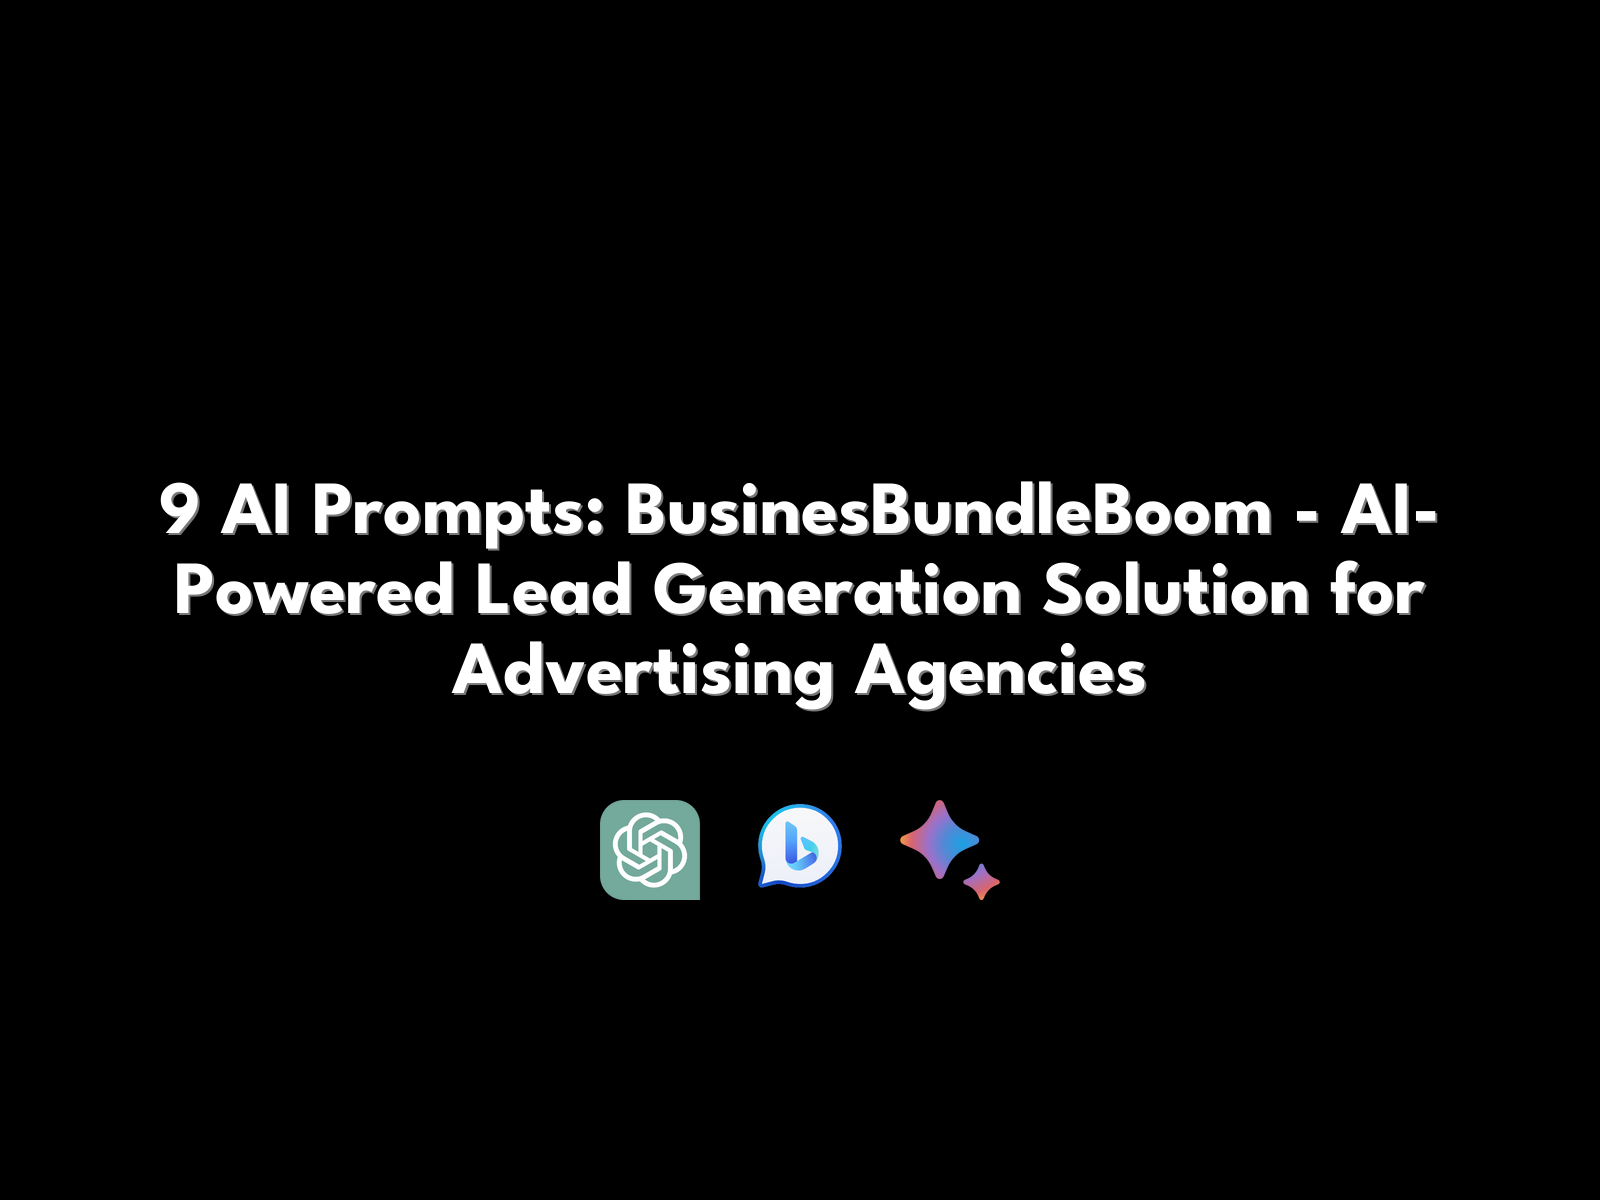 9 AI Prompts: BusinesBundleBoom - AI-
Powered Lead Generation Solution for
Advertising Agencies